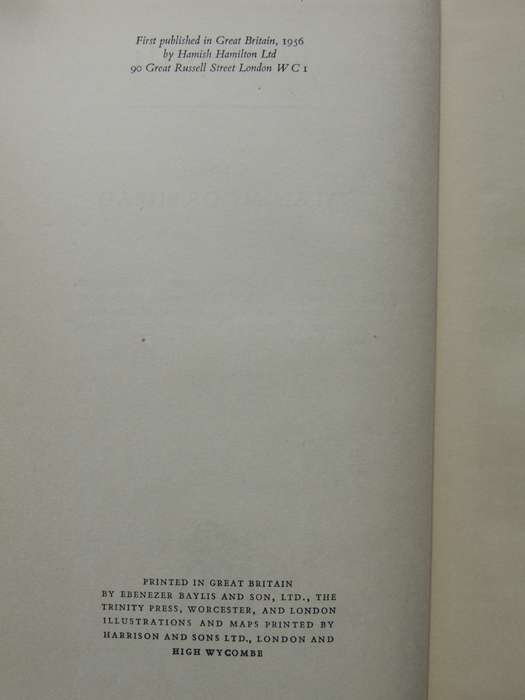 First published in Great Britain, 1956
by Hamish Hamilton Ltd
90 Great Russell Street London W C 1
PRINTED IN GREAT BRITAIN
BY EBENEZER BAYLIS AND SON, LTD., THE
TRINITY PRESS, WORCESTER, AND LONDON
ILLUSTRATIONS AND MAPS PRINTED BY
HARRISON AND SONS LTD., LONDON AND
HIGH WYCOMBE